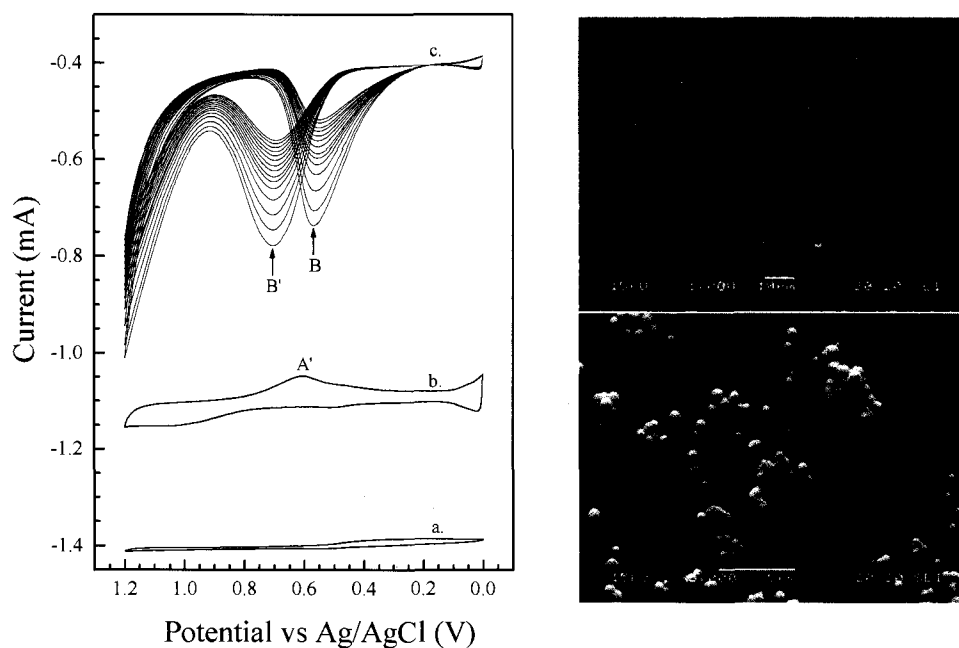 c.
-0.4
-0.6
B
B'
-0.8
Current (mA)
-1.0
A'
b.
-1.2
a.
-1.4
1.2 1.0 0.8 0.6 0.4 0.2 0.0
Potential vs Ag/AgCl (V)